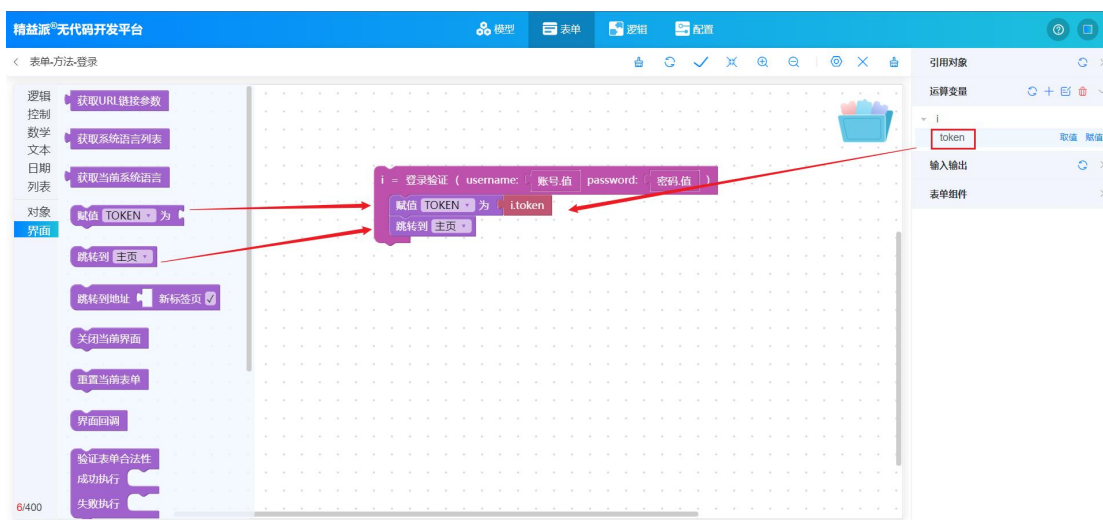 精益派®无代码开发平台 模型 表单 逻辑 配置
表单-方法-登录
引用对象
运算变量
i
token 取值 赋值
输入输出
表单组件
逻辑
控制
数学
文本
日期
列表
对象
界面
获取URL链接参数
获取系统语言列表
获取当前系统语言
赋值 TOKEN 为
跳转到 主页
跳转到地址 新标签页
关闭当前界面
重置当前表单
界面回调
验证表单合法性
成功执行
失败执行
i = 登录验证 ( username: 账号.值 password: 密码.值 )
赋值 TOKEN 为 i.token
跳转到 主页
6/400